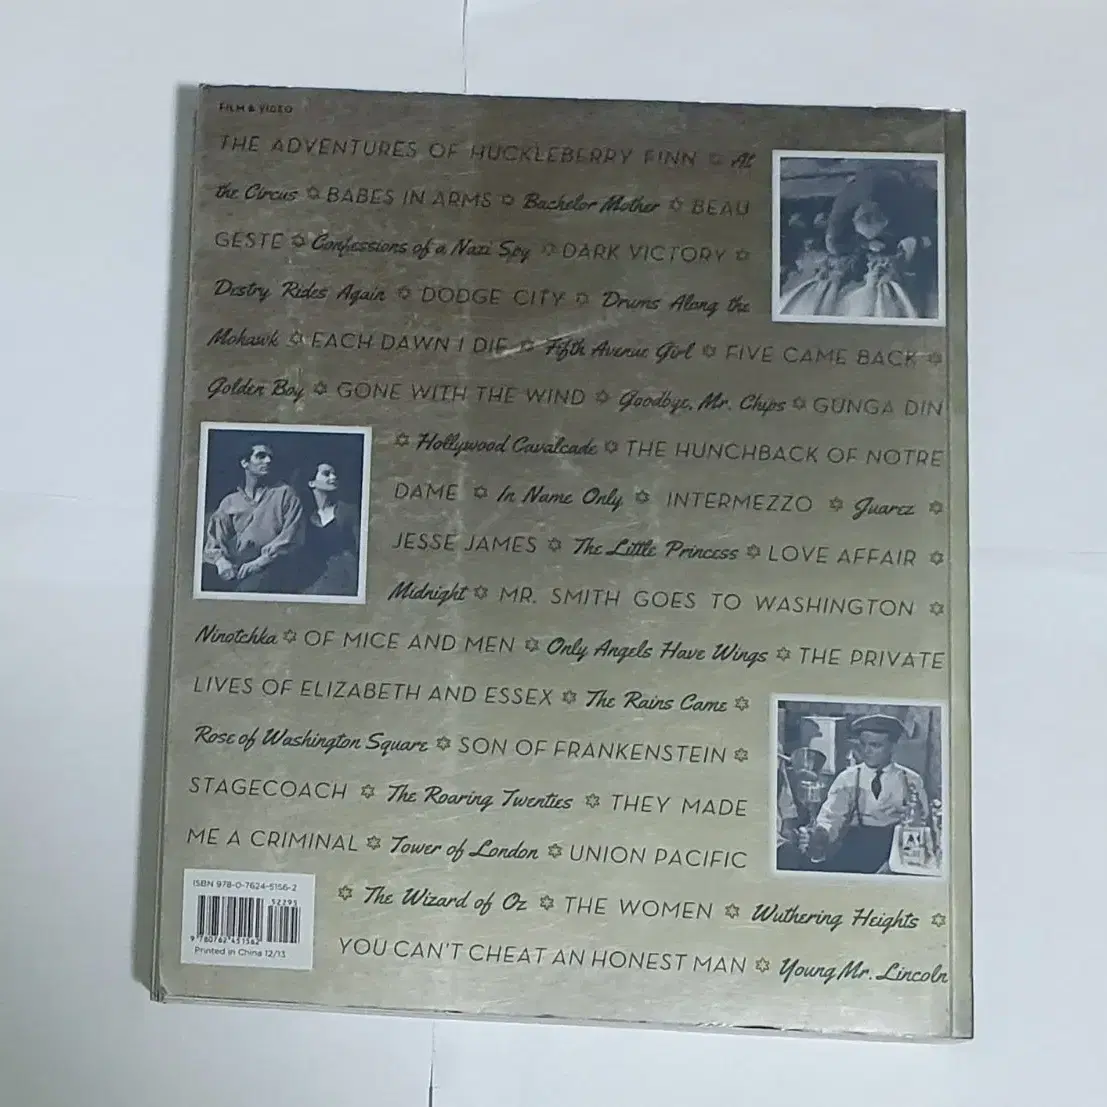 FILM & VIDEO
THE ADVENTURES OF HUCKLEBERRY FINN ✡ At
the Circus ✡ BABES IN ARMS ✡ Bachelor Mother ✡ BEAU
GESTE ✡ Confessions of a Nazi Spy ✡ DARK VICTORY ✡
Destry Rides Again ✡ DODGE CITY ✡ Drums Along the
Mohawk ✡ EACH DAWN I DIE ✡ Fifth Avenue Girl ✡ FIVE CAME BACK ✡
Golden Boy ✡ GONE WITH THE WIND ✡ Goodbye, Mr. Chips ✡ GUNGA DIN
✡ Hollywood Cavalcade ✡ THE HUNCHBACK OF NOTRE
DAME ✡ In Name Only ✡ INTERMEZZO ✡ Juarez ✡
JESSE JAMES ✡ The Little Princess ✡ LOVE AFFAIR ✡
Midnight ✡ MR. SMITH GOES TO WASHINGTON ✡
Ninotchka ✡ OF MICE AND MEN ✡ Only Angels Have Wings ✡ THE PRIVATE
LIVES OF ELIZABETH AND ESSEX ✡ The Rains Came ✡
Rose of Washington Square ✡ SON OF FRANKENSTEIN ✡
STAGECOACH ✡ The Roaring Twenties ✡ THEY MADE
ME A CRIMINAL ✡ Tower of London ✡ UNION PACIFIC
✡ The Wizard of Oz ✡ THE WOMEN ✡ Wuthering Heights ✡
YOU CAN'T CHEAT AN HONEST MAN ✡ Young Mr. Lincoln
ISBN 978-0-7624-5156-2
52295
9 780762 451562
Printed in China 12/13